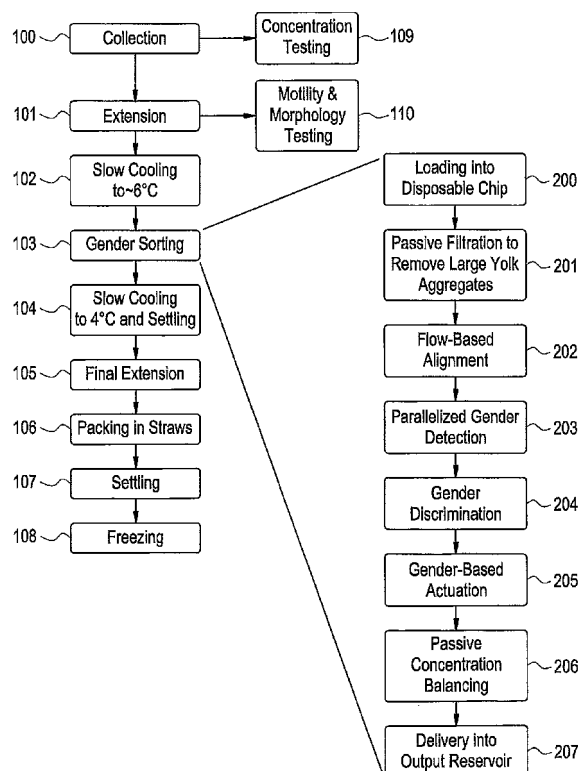 100
Collection
Concentration
Testing
109
101
Extension
Motility &
Morphology
Testing
110
102
Slow Cooling
to~6°C
103
Gender Sorting
104
Slow Cooling
to 4°C and Settling
105
Final Extension
106
Packing in Straws
107
Settling
108
Freezing
Loading into
Disposable Chip
200
Passive Filtration to
Remove Large Yolk
Aggregates
201
Flow-Based
Alignment
202
Parallelized Gender
Detection
203
Gender
Discrimination
204
Gender-Based
Actuation
205
Passive
Concentration
Balancing
206
Delivery into
Output Reservoir
207